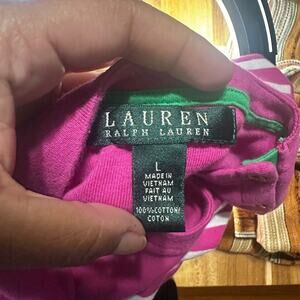 LAUREN
RALPH LAUREN
L
MADE IN
VIETNAM
FAIT AU
VIETNAM
100% COTTON/
COTON